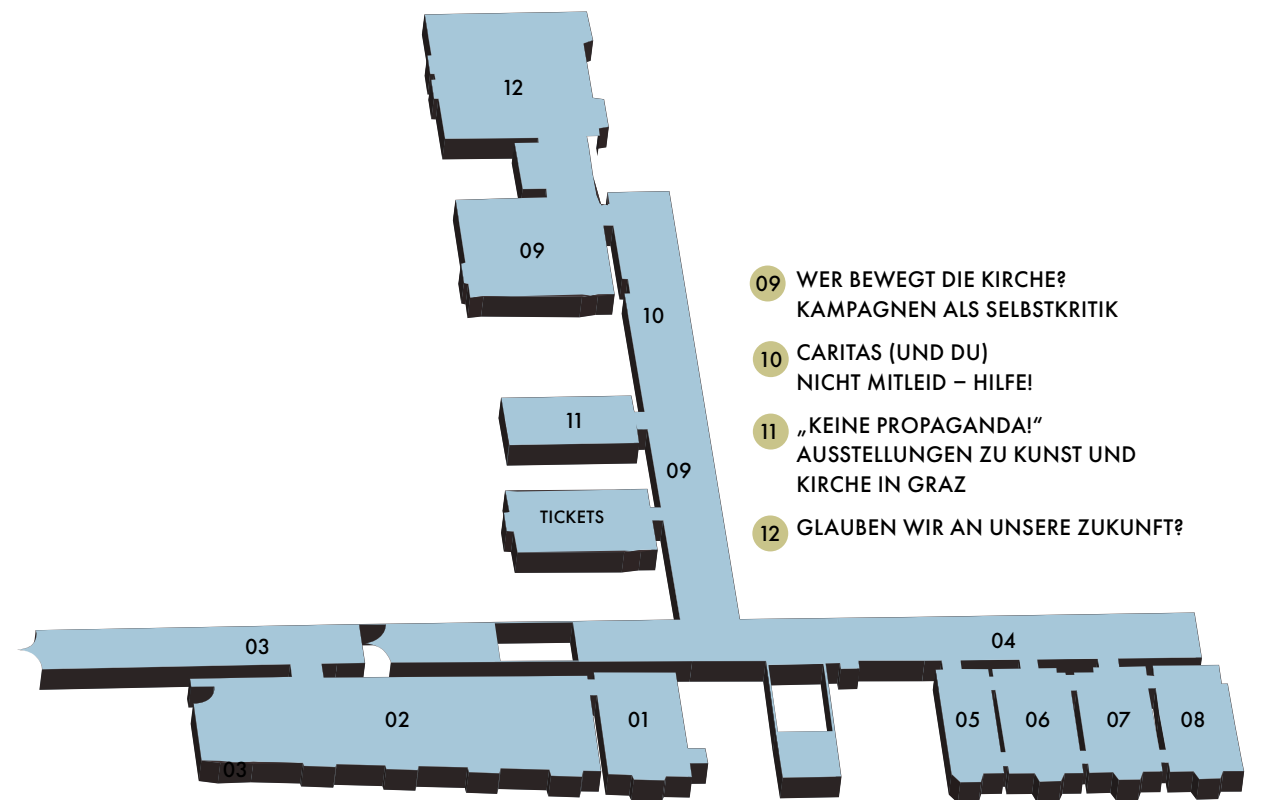 12
09
10
11
09
TICKETS
03
04
02
01
05
06
07
08
03
09 WER BEWEGT DIE KIRCHE?
KAMPAGNEN ALS SELBSTKRITIK
10 CARITAS (UND DU)
NICHT MITLEID – HILFE!
11 „KEINE PROPAGANDA!“
AUSSTELLUNGEN ZU KUNST UND
KIRCHE IN GRAZ
12 GLAUBEN WIR AN UNSERE ZUKUNFT?